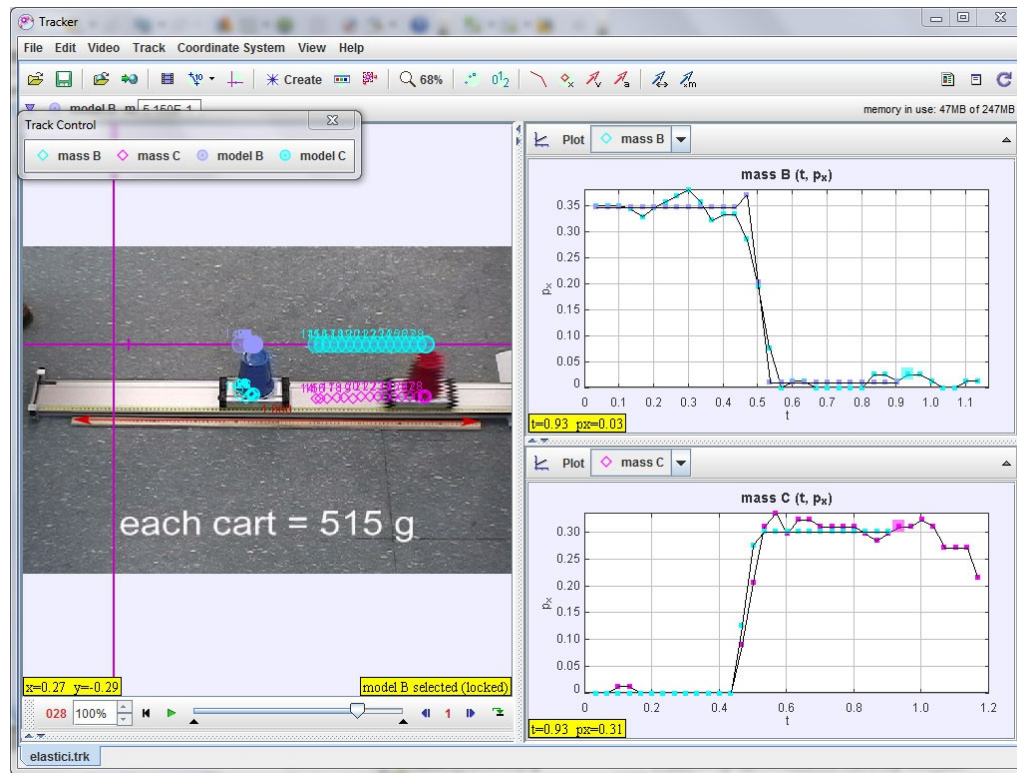 Tracker
File Edit Video Track Coordinate System View Help
Create 68%
model B m 5.150E-1
memory in use: 47MB of 247MB
Track Control
mass B mass C model B model C
each cart = 515 g
x=0.27 y=-0.29
model B selected (locked)
028 100% 1
elastici.trk
Plot mass B
mass B (t, px)
px
0.35
0.30
0.25
0.20
0.15
0.10
0.05
0
0 0.1 0.2 0.3 0.4 0.5 0.6 0.7 0.8 0.9 1.0 1.1
t
t=0.93 px=0.03
Plot mass C
mass C (t, px)
px
0.30
0.25
0.20
0.15
0.10
0.05
0
0 0.2 0.4 0.6 0.8 1.0 1.2
t
t=0.93 px=0.31